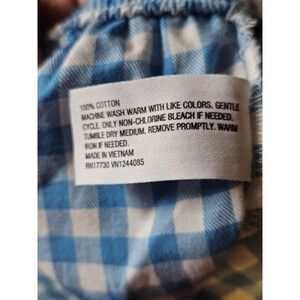 100% COTTON
MACHINE WASH WARM WITH LIKE COLORS. GENTLE
CYCLE. ONLY NON-CHLORINE BLEACH IF NEEDED.
TUMBLE DRY MEDIUM. REMOVE PROMPTLY. WARM
IRON IF NEEDED.
MADE IN VIETNAM
RN17730 VN1244085